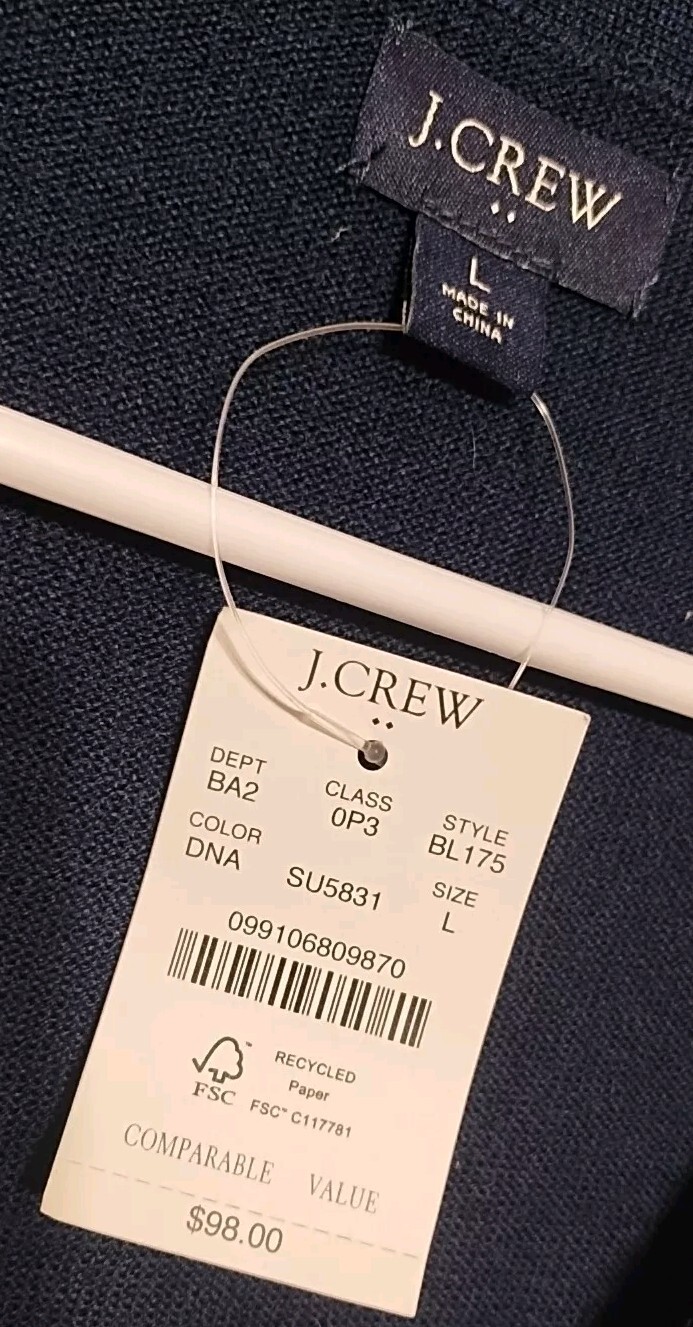 J.CREW
L
MADE IN
CHINA
J.CREW
DEPT CLASS STYLE
BA2 0P3 BL175
COLOR SIZE
DNA SU5831 L
099106809870
FSC™ RECYCLED
Paper
FSC™ C117781
COMPARABLE VALUE
$98.00